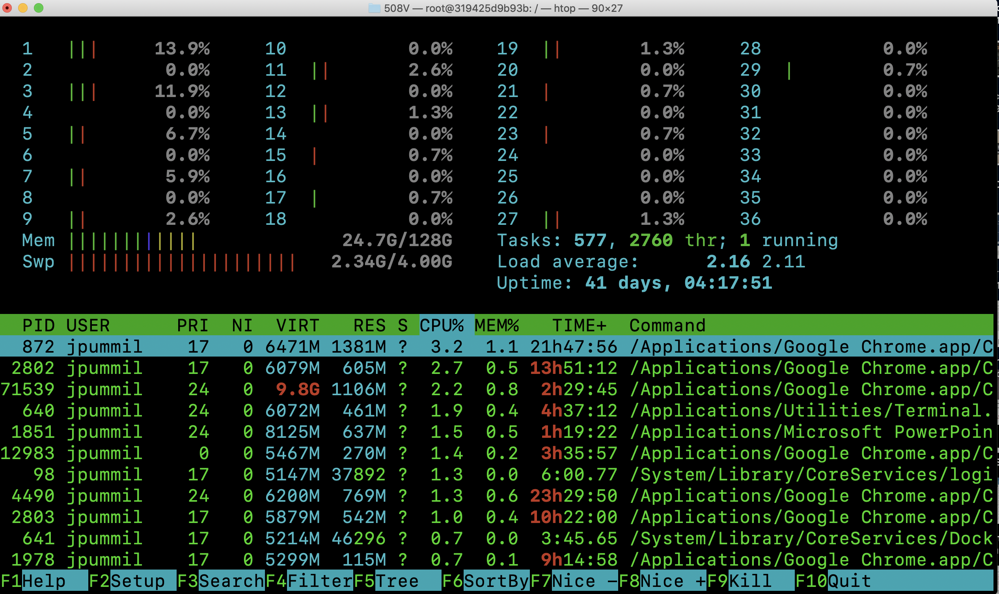 508V — root@319425d9b93b: / — htop — 90×27
1 ||| 13.9% 10 0.0% 19 || 1.3% 28 0.0%
2 0.0% 11 || 2.6% 20 0.0% 29 | 0.7%
3 ||| 11.9% 12 0.0% 21 | 0.7% 30 0.0%
4 0.0% 13 || 1.3% 22 0.0% 31 0.0%
5 || 6.7% 14 0.0% 23 | 0.7% 32 0.0%
6 0.0% 15 | 0.7% 24 0.0% 33 0.0%
7 || 5.9% 16 0.0% 25 0.0% 34 0.0%
8 0.0% 17 | 0.7% 26 0.0% 35 0.0%
9 || 2.6% 18 0.0% 27 || 1.3% 36 0.0%
Mem |||||||||||| 24.7G/128G Tasks: 577, 2760 thr; 1 running
Swp ||||||||||||||||||||| 2.34G/4.00G Load average: 2.16 2.11
Uptime: 41 days, 04:17:51
PID USER PRI NI VIRT RES S CPU% MEM% TIME+ Command
872 jpummil 17 0 6471M 1381M ? 3.2 1.1 21h47:56 /Applications/Google Chrome.app/C
2802 jpummil 17 0 6079M 605M ? 2.7 0.5 13h51:12 /Applications/Google Chrome.app/C
71539 jpummil 24 0 9.8G 1106M ? 2.2 0.8 2h29:45 /Applications/Google Chrome.app/C
640 jpummil 24 0 6072M 461M ? 1.9 0.4 4h37:12 /Applications/Utilities/Terminal.
1851 jpummil 24 0 8125M 637M ? 1.5 0.5 1h19:22 /Applications/Microsoft PowerPoin
12983 jpummil 0 0 5467M 270M ? 1.4 0.2 3h35:57 /Applications/Google Chrome.app/C
98 jpummil 17 0 5147M 37892 ? 1.3 0.0 6:00.77 /System/Library/CoreServices/logi
4490 jpummil 24 0 6200M 769M ? 1.3 0.6 23h29:50 /Applications/Google Chrome.app/C
2803 jpummil 17 0 5879M 542M ? 1.0 0.4 10h22:00 /Applications/Google Chrome.app/C
641 jpummil 17 0 5214M 46296 ? 0.7 0.0 3:45.65 /System/Library/CoreServices/Dock
1978 jpummil 17 0 5299M 115M ? 0.7 0.1 9h14:58 /Applications/Google Chrome.app/C
F1Help F2Setup F3SearchF4FilterF5Tree F6SortByF7Nice -F8Nice +F9Kill F10Quit